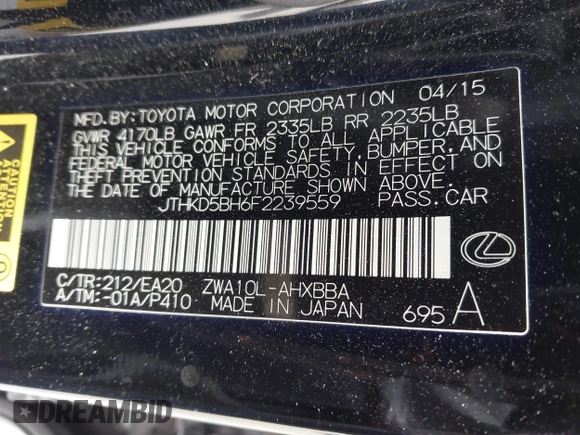 MFD.BY:TOYOTA MOTOR CORPORATION 04/15
GVWR 4170LB GAWR FR 2335LB RR 2235LB
THIS VEHICLE CONFORMS TO ALL APPLICABLE
FEDERAL MOTOR VEHICLE SAFETY,BUMPER,AND
THEFT PREVENTION STANDARDS IN EFFECT ON
THE DATE OF MANUFACTURE SHOWN ABOVE.
JTHKD5BH6F2239559 PASS.CAR
C/TR:212/EA20 ZWA10L-AHXBBA
A/TM:-01A/P410 MADE IN JAPAN 695 A
CAUTION
ATTENTION
DREAMBID